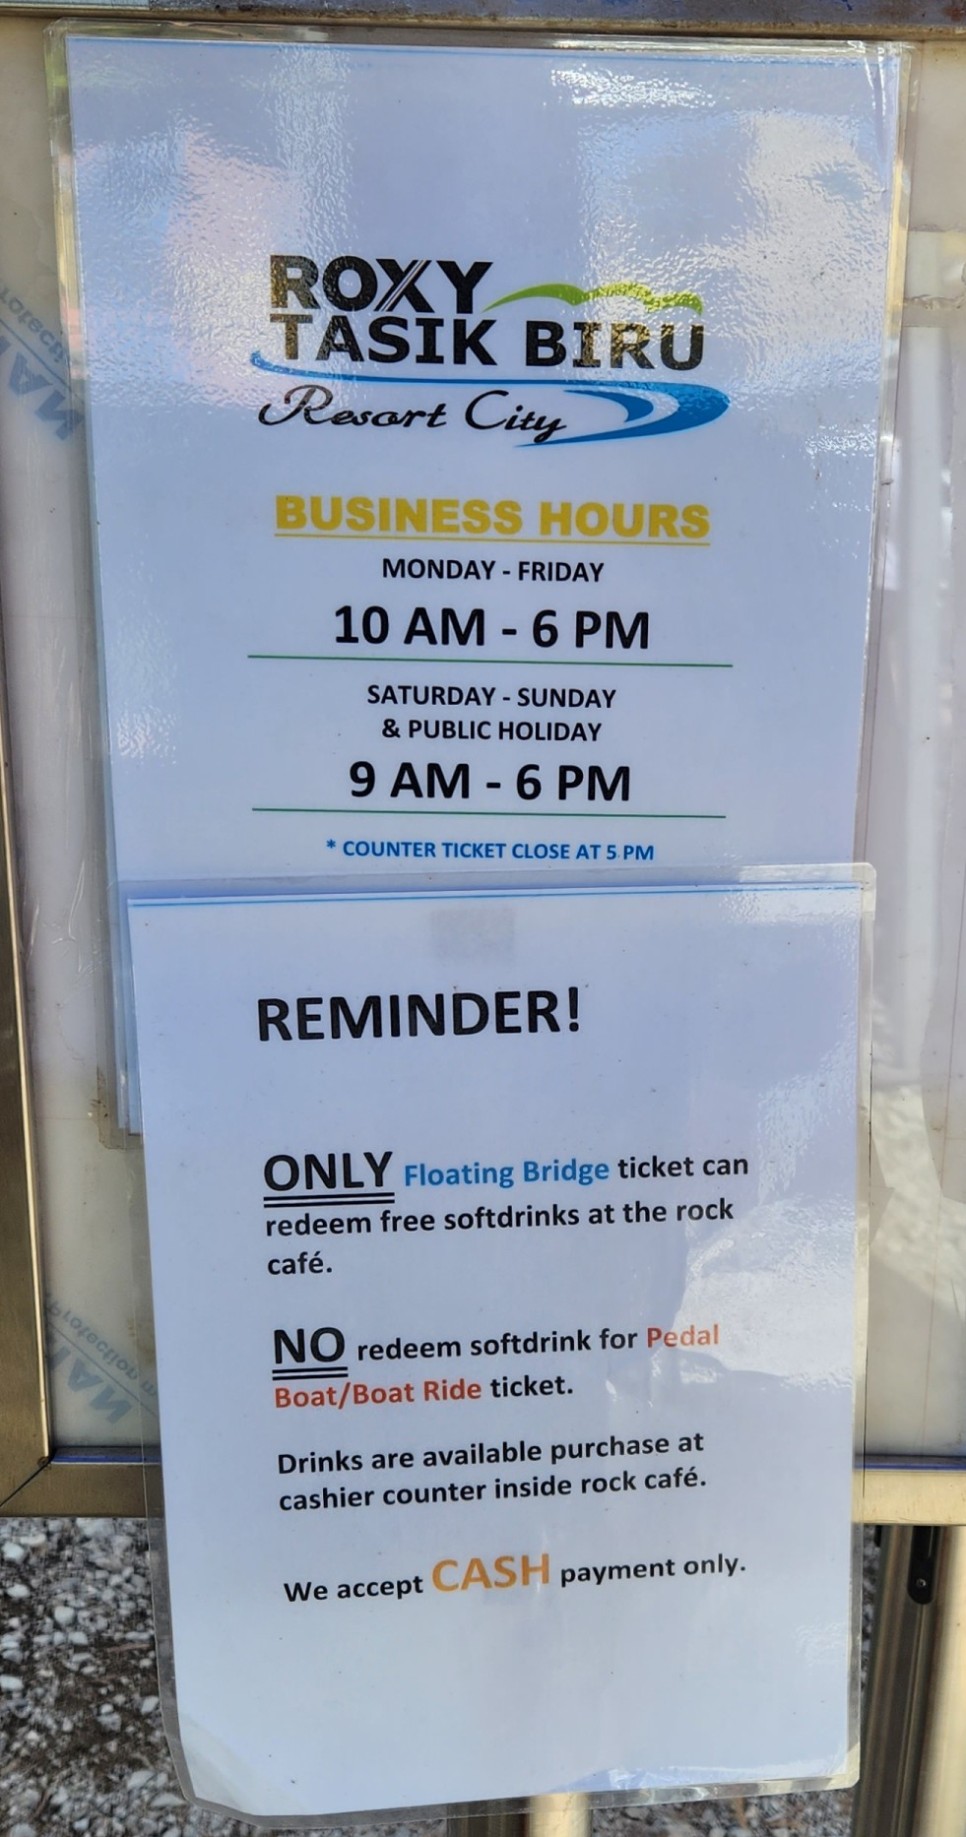 ROXY
TASIK BIRU
Resort City
BUSINESS HOURS
MONDAY - FRIDAY
10 AM - 6 PM
SATURDAY - SUNDAY
& PUBLIC HOLIDAY
9 AM - 6 PM
* COUNTER TICKET CLOSE AT 5 PM
REMINDER!
ONLY Floating Bridge ticket can
redeem free softdrinks at the rock
café.
NO redeem softdrink for Pedal
Boat/Boat Ride ticket.
Drinks are available purchase at
cashier counter inside rock café.
We accept CASH payment only.